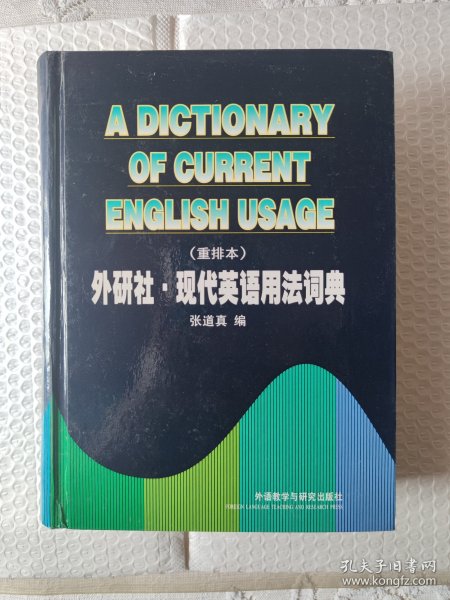 A DICTIONARY
OF CURRENT
ENGLISH USAGE
(重排本)
外研社·现代英语用法词典
张道真 编
外语教学与研究出版社
FOREIGN LANGUAGE TEACHING AND RESEARCH PRESS
孔夫子旧书网
www.kongfz.com